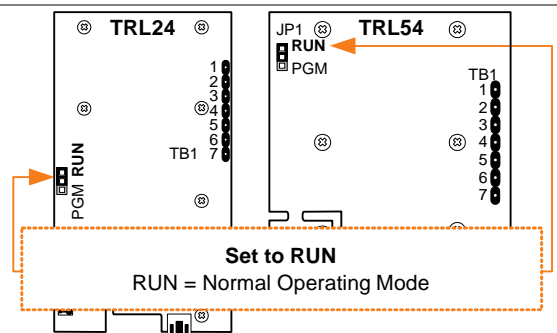 TRL24
1
2
3
4
5
6
TB1 7
RUN
PGM
JP1
TRL54
RUN
PGM
TB1
1
2
3
4
5
6
7
Set to RUN
RUN = Normal Operating Mode